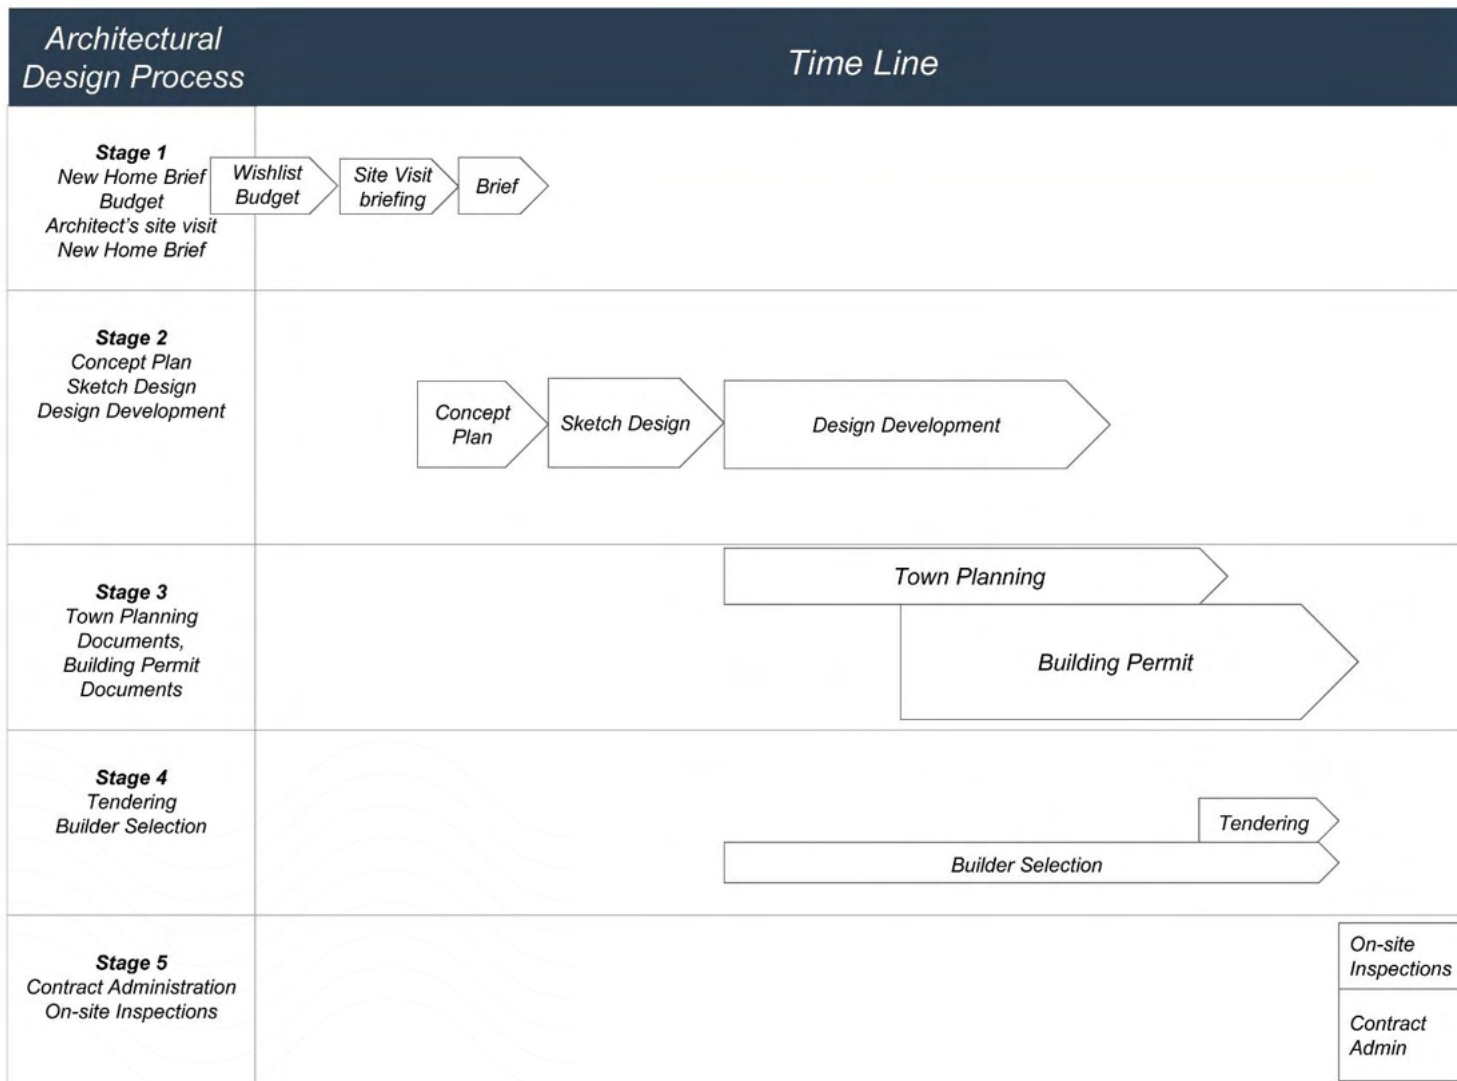 Architectural
Design Process
Time Line
Stage 1
New Home Brief
Budget
Architect's site visit
New Home Brief
Wishlist
Budget
Site Visit
briefing
Brief
Stage 2
Concept Plan
Sketch Design
Design Development
Concept
Plan
Sketch Design
Design Development
Stage 3
Town Planning
Documents,
Building Permit
Documents
Town Planning
Building Permit
Stage 4
Tendering
Builder Selection
Tendering
Builder Selection
Stage 5
Contract Administration
On-site Inspections
On-site
Inspections
Contract
Admin